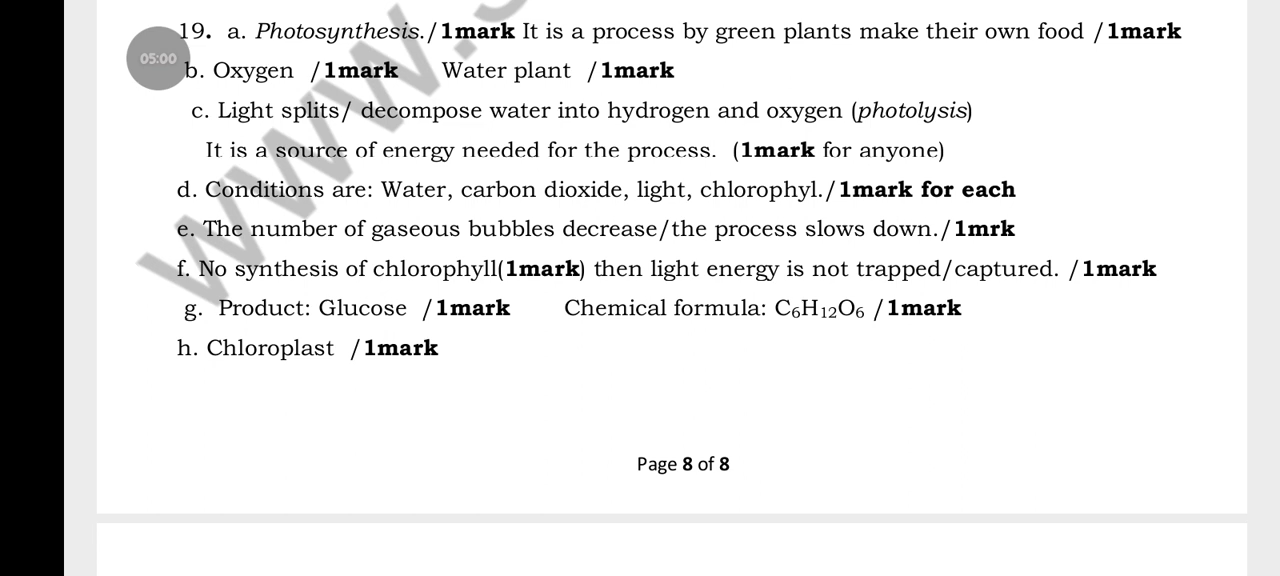 19. a. Photosynthesis./1mark It is a process by green plants make their own food /1mark
05:00
b. Oxygen /1mark Water plant /1mark
c. Light splits/ decompose water into hydrogen and oxygen (photolysis)
It is a source of energy needed for the process. (1mark for anyone)
d. Conditions are: Water, carbon dioxide, light, chlorophyl./1mark for each
e. The number of gaseous bubbles decrease/the process slows down./1mrk
f. No synthesis of chlorophyll(1mark) then light energy is not trapped/captured. /1mark
g. Product: Glucose /1mark Chemical formula: C₆H₁₂O₆ /1mark
h. Chloroplast /1mark
www.
Page 8 of 8